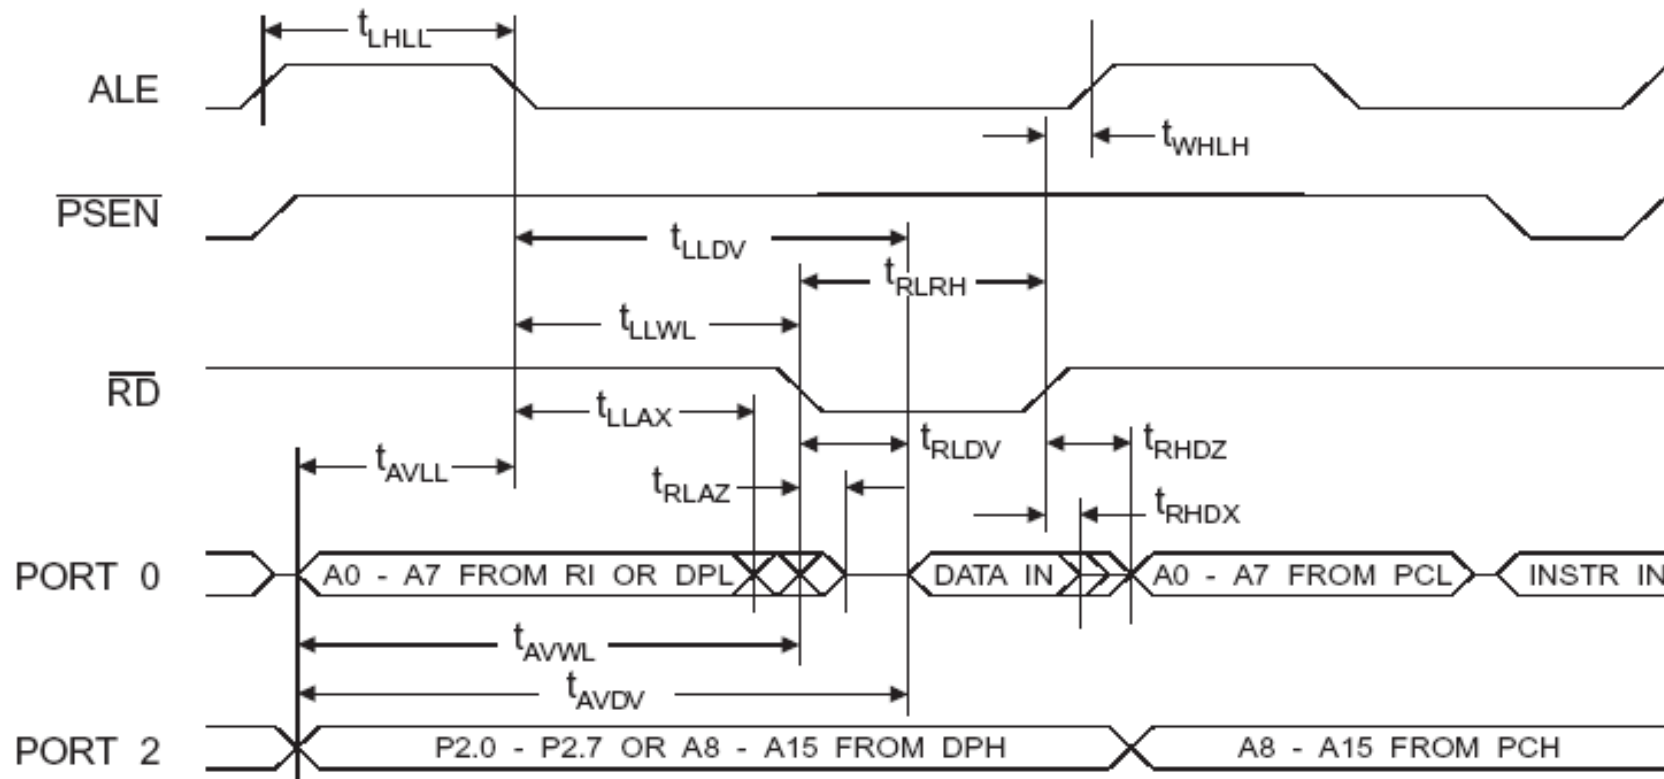 tLHLL
ALE
tWHLH
PSEN
tLLDV
tRLRH
tLLWL
RD
tLLAX
tRLDV
tRHDZ
tAVLL
tRLAZ
tRHDX
PORT 0
A0 - A7 FROM RI OR DPL
DATA IN
A0 - A7 FROM PCL
INSTR IN
tAVWL
tAVDV
PORT 2
P2.0 - P2.7 OR A8 - A15 FROM DPH
A8 - A15 FROM PCH